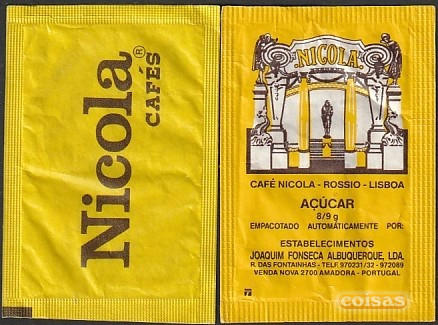 Nicola®
CAFÉS
NICOLA
CAFÉ NICOLA - ROSSIO - LISBOA
AÇÚCAR
8/9 g
EMPACOTADO AUTOMÁTICAMENTE POR:
ESTABELECIMENTOS
JOAQUIM FONSECA ALBUQUERQUE, LDA.
R. DAS FONTAINHAS - TELF. 970231/32 - 972089
VENDA NOVA 2700 AMADORA - PORTUGAL
coisas